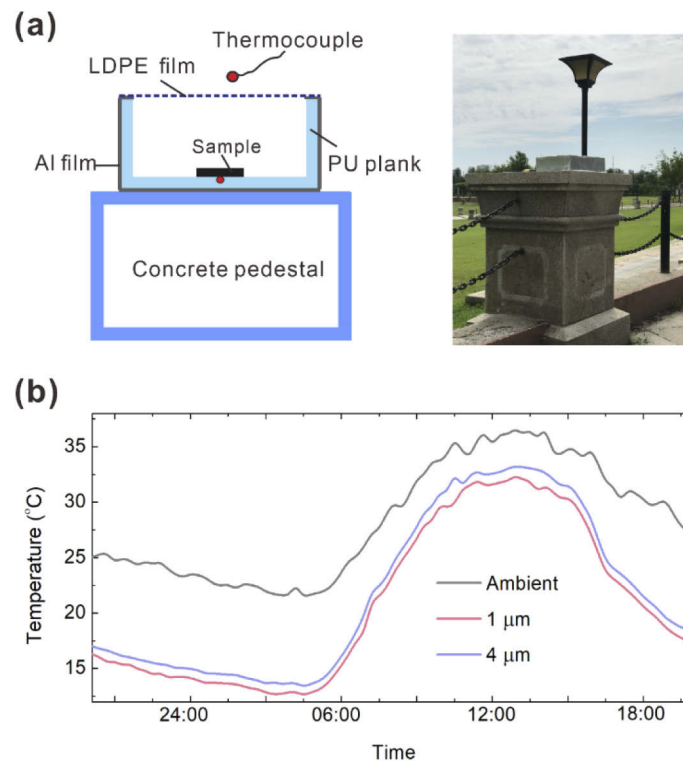 (a)
Thermocouple
LDPE film
Sample
Al film
PU plank
Concrete pedestal
(b)
35
30
25
20
15
Temperature (°C)
Ambient
1 μm
4 μm
24:00 06:00 12:00 18:00
Time